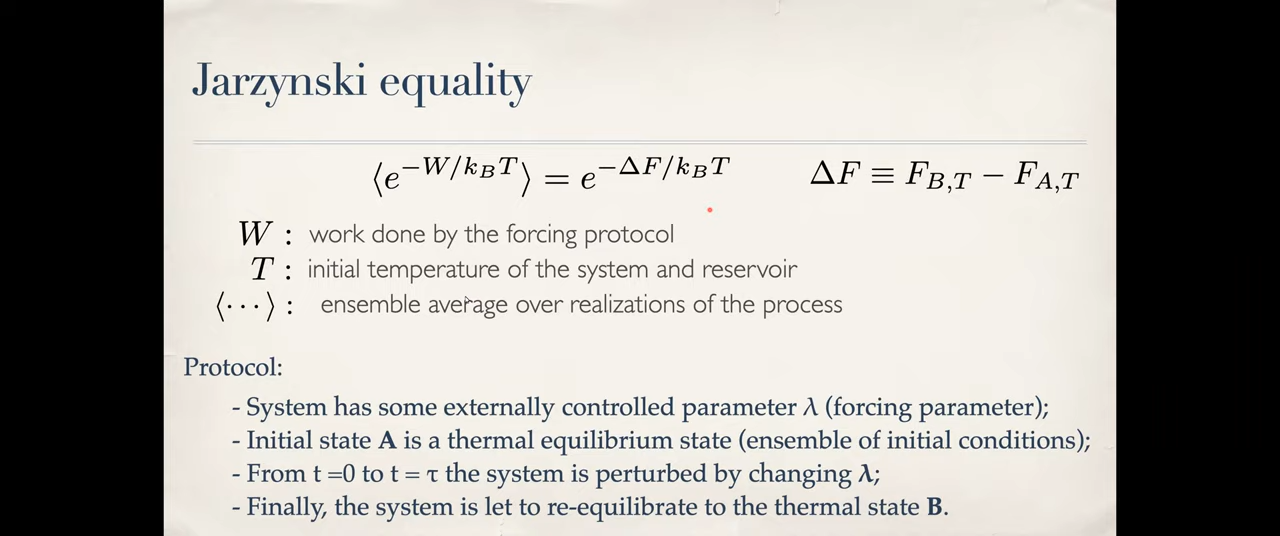 Jarzynski equality
⟨e^{−W/k_BT}⟩ = e^{−ΔF/k_BT} ΔF ≡ F_{B,T} − F_{A,T}
W : work done by the forcing protocol
T : initial temperature of the system and reservoir
⟨···⟩ : ensemble average over realizations of the process
Protocol:
- System has some externally controlled parameter λ (forcing parameter);
- Initial state A is a thermal equilibrium state (ensemble of initial conditions);
- From t =0 to t = τ the system is perturbed by changing λ;
- Finally, the system is let to re-equilibrate to the thermal state B.